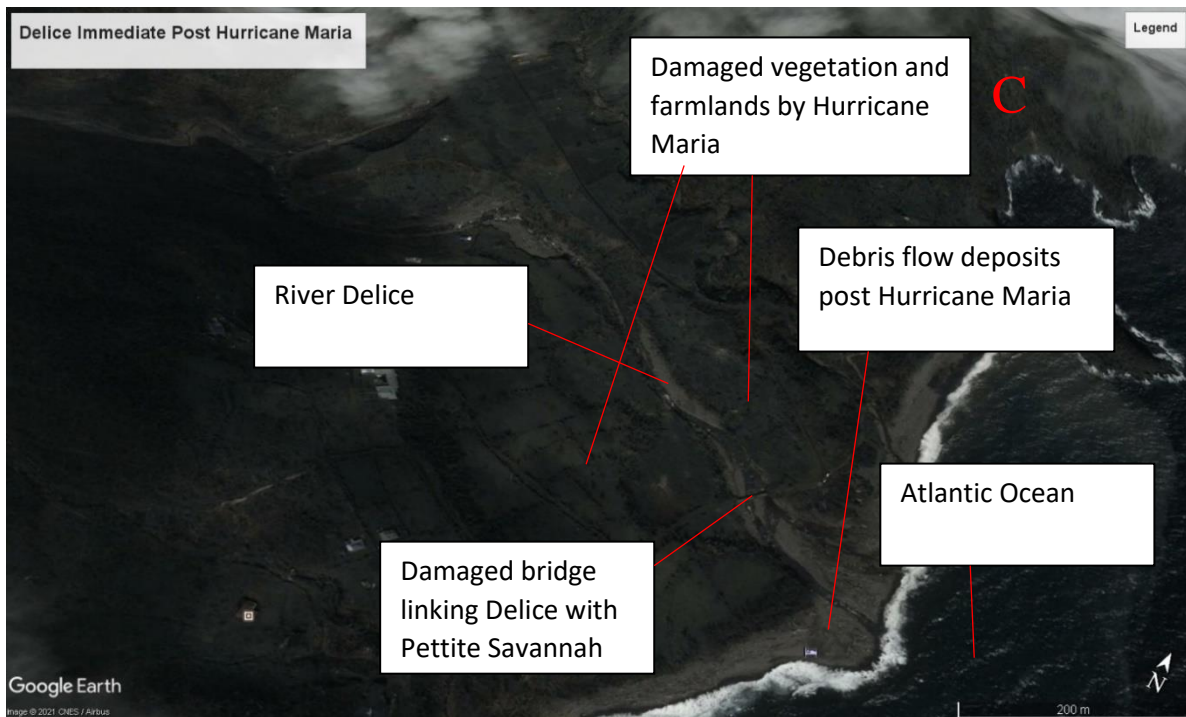 Delice Immediate Post Hurricane Maria
Legend
Damaged vegetation and
farmlands by Hurricane
Maria
C
Debris flow deposits
post Hurricane Maria
River Delice
Atlantic Ocean
Damaged bridge
linking Delice with
Pettite Savannah
Google Earth
Image © 2021 CNES / Airbus
N
200 m